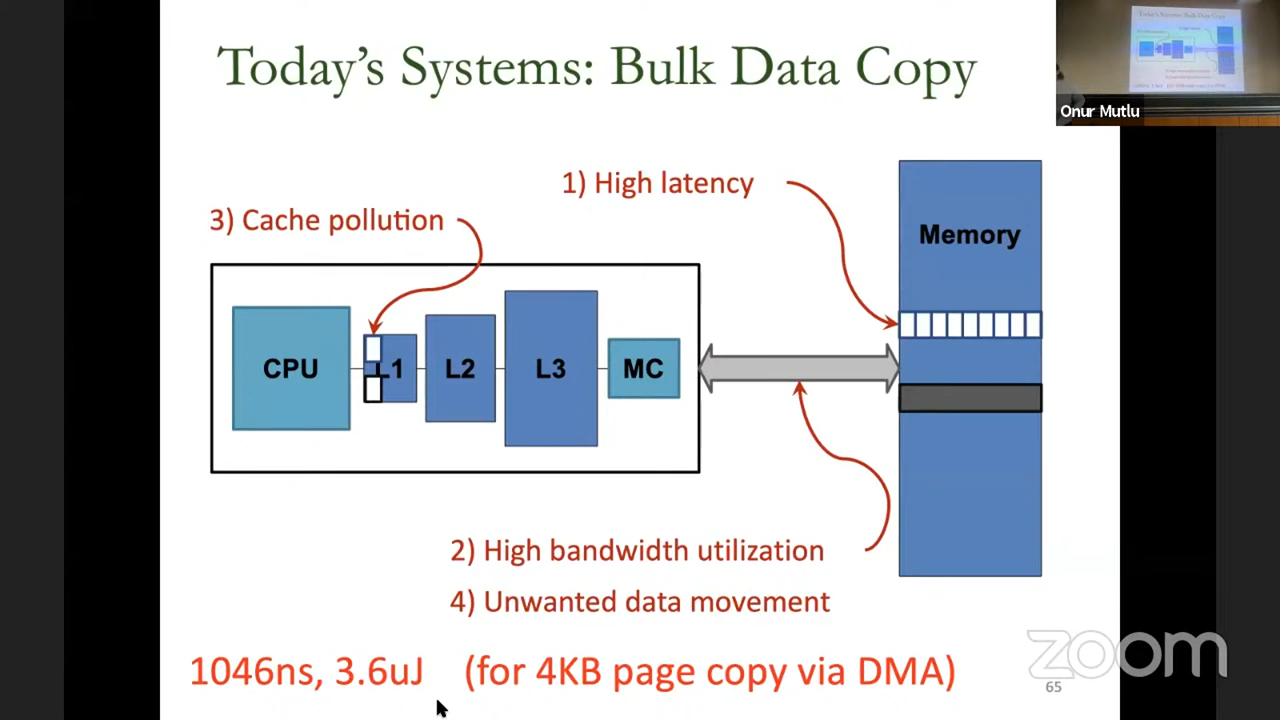 Today's Systems: Bulk Data Copy
Onur Mutlu
1) High latency
3) Cache pollution
Memory
CPU
L1
L2
L3
MC
2) High bandwidth utilization
4) Unwanted data movement
1046ns, 3.6uJ (for 4KB page copy via DMA)
zoom
65